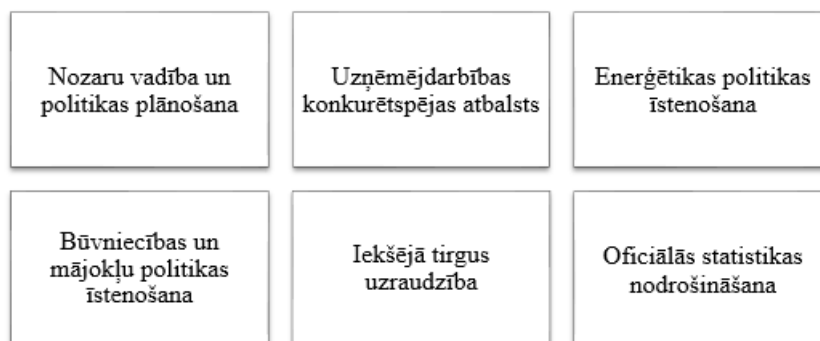 Nozaru vadība un
politikas plānošana
Uzņēmējdarbības
konkurētspējas atbalsts
Enerģētikas politikas
īstenošana
Būvniecības un
mājokļu politikas
īstenošana
Iekšējā tirgus
uzraudzība
Oficiālās statistikas
nodrošināšana